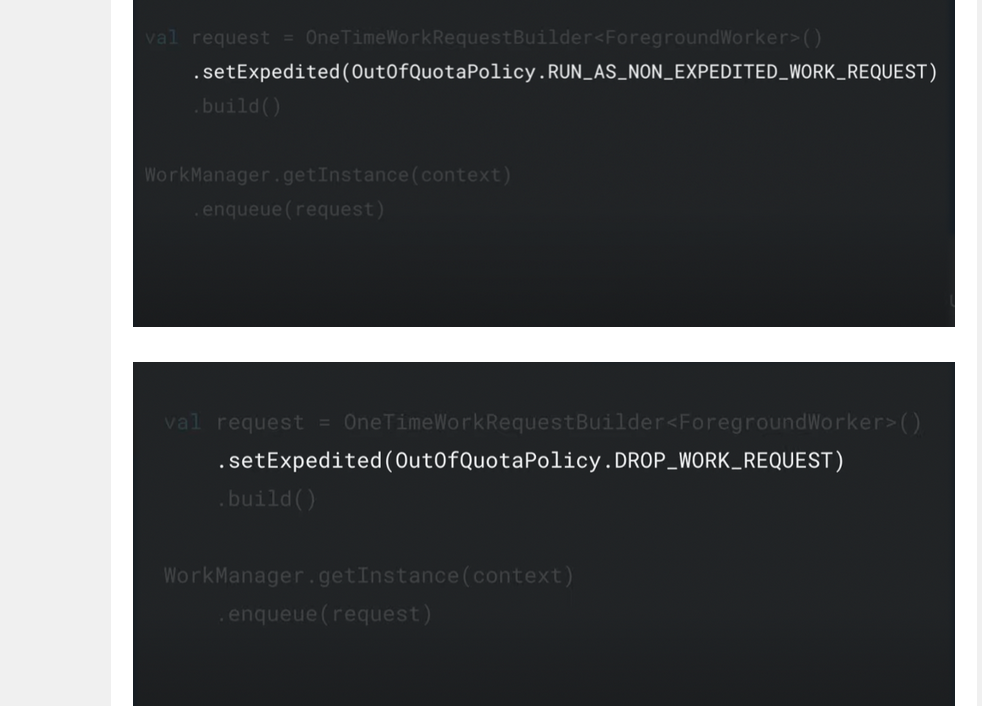 val request = OneTimeWorkRequestBuilder<ForegroundWorker>()
.setExpedited(OutOfQuotaPolicy.RUN_AS_NON_EXPEDITED_WORK_REQUEST)
.build()
WorkManager.getInstance(context)
.enqueue(request)
val request = OneTimeWorkRequestBuilder<ForegroundWorker>()
.setExpedited(OutOfQuotaPolicy.DROP_WORK_REQUEST)
.build()
WorkManager.getInstance(context)
.enqueue(request)